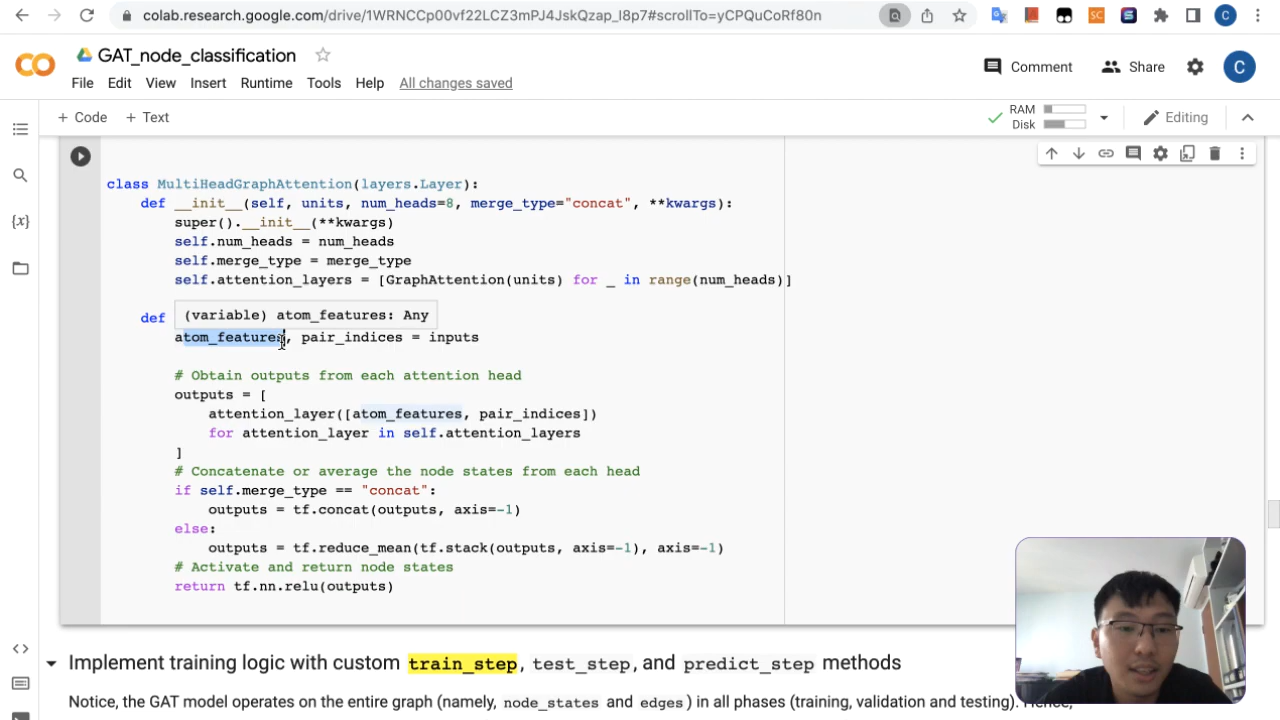 colab.research.google.com/drive/1WRNCCp00vf22LCZ3mPJ4JskQzap_I8p7#scrollTo=yCPQuCoRf80n
SC
S
C
GAT_node_classification
File Edit View Insert Runtime Tools Help All changes saved
Comment
Share
C
+ Code + Text
RAM
Disk
Editing
{x}
class MultiHeadGraphAttention(layers.Layer):
def __init__(self, units, num_heads=8, merge_type="concat", **kwargs):
super().__init__(**kwargs)
self.num_heads = num_heads
self.merge_type = merge_type
self.attention_layers = [GraphAttention(units) for _ in range(num_heads)]
def
(variable) atom_features: Any
atom_features, pair_indices = inputs
# Obtain outputs from each attention head
outputs = [
attention_layer([atom_features, pair_indices])
for attention_layer in self.attention_layers
]
# Concatenate or average the node states from each head
if self.merge_type == "concat":
outputs = tf.concat(outputs, axis=-1)
else:
outputs = tf.reduce_mean(tf.stack(outputs, axis=-1), axis=-1)
# Activate and return node states
return tf.nn.relu(outputs)
Implement training logic with custom train_step, test_step, and predict_step methods
Notice, the GAT model operates on the entire graph (namely, node_states and edges) in all phases (training, validation and testing). Hence,